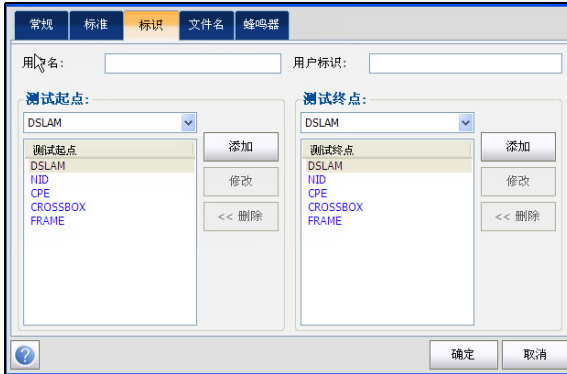 常规 标准 标识 文件名 蜂鸣器
用户名: 用户标识:
测试起点: 测试终点:
DSLAM DSLAM
测试起点 添加 测试终点 添加
DSLAM DSLAM
NID 修改 NID 修改
CPE CPE
CROSSBOX << 删除 CROSSBOX << 删除
FRAME FRAME
? 确定 取消